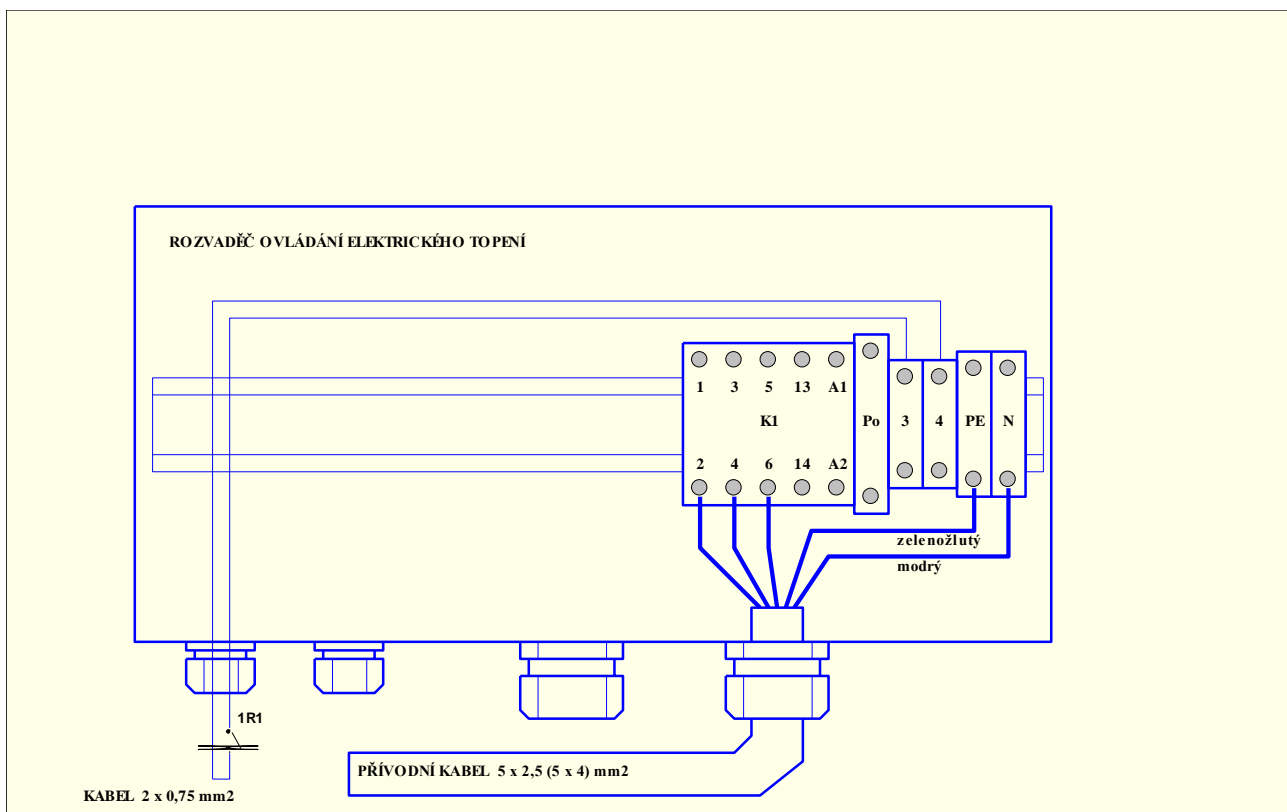 ROZVADĚČ OVLÁDÁNÍ ELEKTRICKÉHO TOPENÍ
1 3 5 13 A1
K1 Po 3 4 PE N
2 4 6 14 A2
zelenožlutý
modrý
1R1
PŘÍVODNÍ KABEL 5 x 2,5 (5 x 4) mm2
KABEL 2 x 0,75 mm2